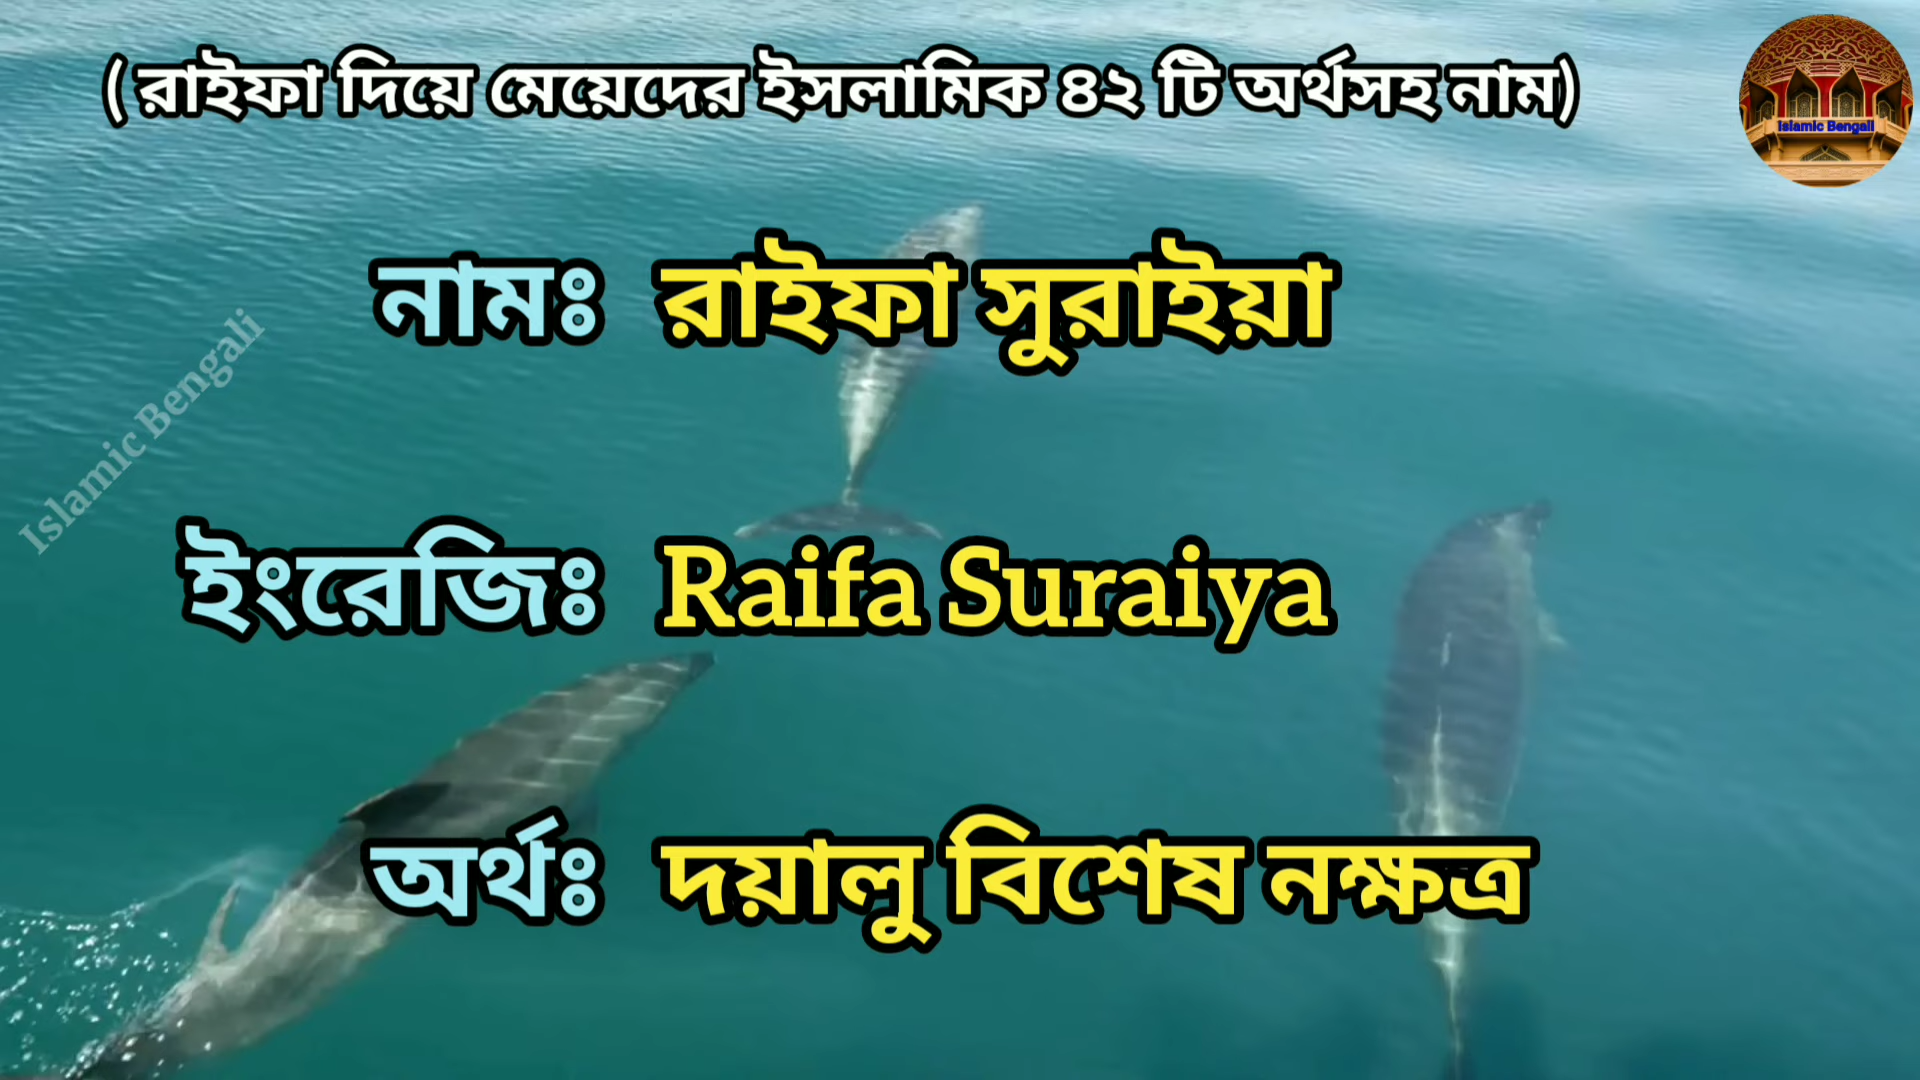 ( রাইফা দিয়ে মেয়েদের ইসলামিক ৪২ টি অর্থসহ নাম)
Islamic Bengali
নামঃ রাইফা সুরাইয়া
Islamic Bengali
ইংরেজিঃ Raifa Suraiya
অর্থঃ দয়ালু বিশেষ নক্ষত্র